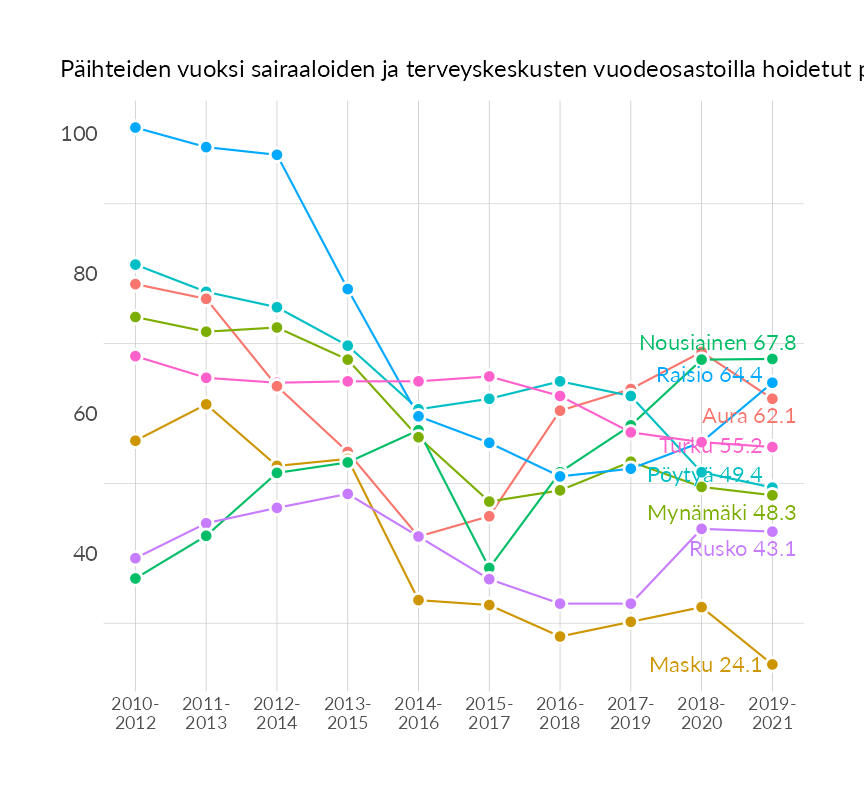 Päihteiden vuoksi sairaaloiden ja terveyskeskusten vuodeosastoilla hoidetut
100
80
60
40
Nousiainen 67.8
Raisio 64.4
Aura 62.1
Turku 55.2
Pöytyä 49.4
Mynämäki 48.3
Rusko 43.1
Masku 24.1
2010- 2011- 2012- 2013- 2014- 2015- 2016- 2017- 2018- 2019-
2012 2013 2014 2015 2016 2017 2018 2019 2020 2021